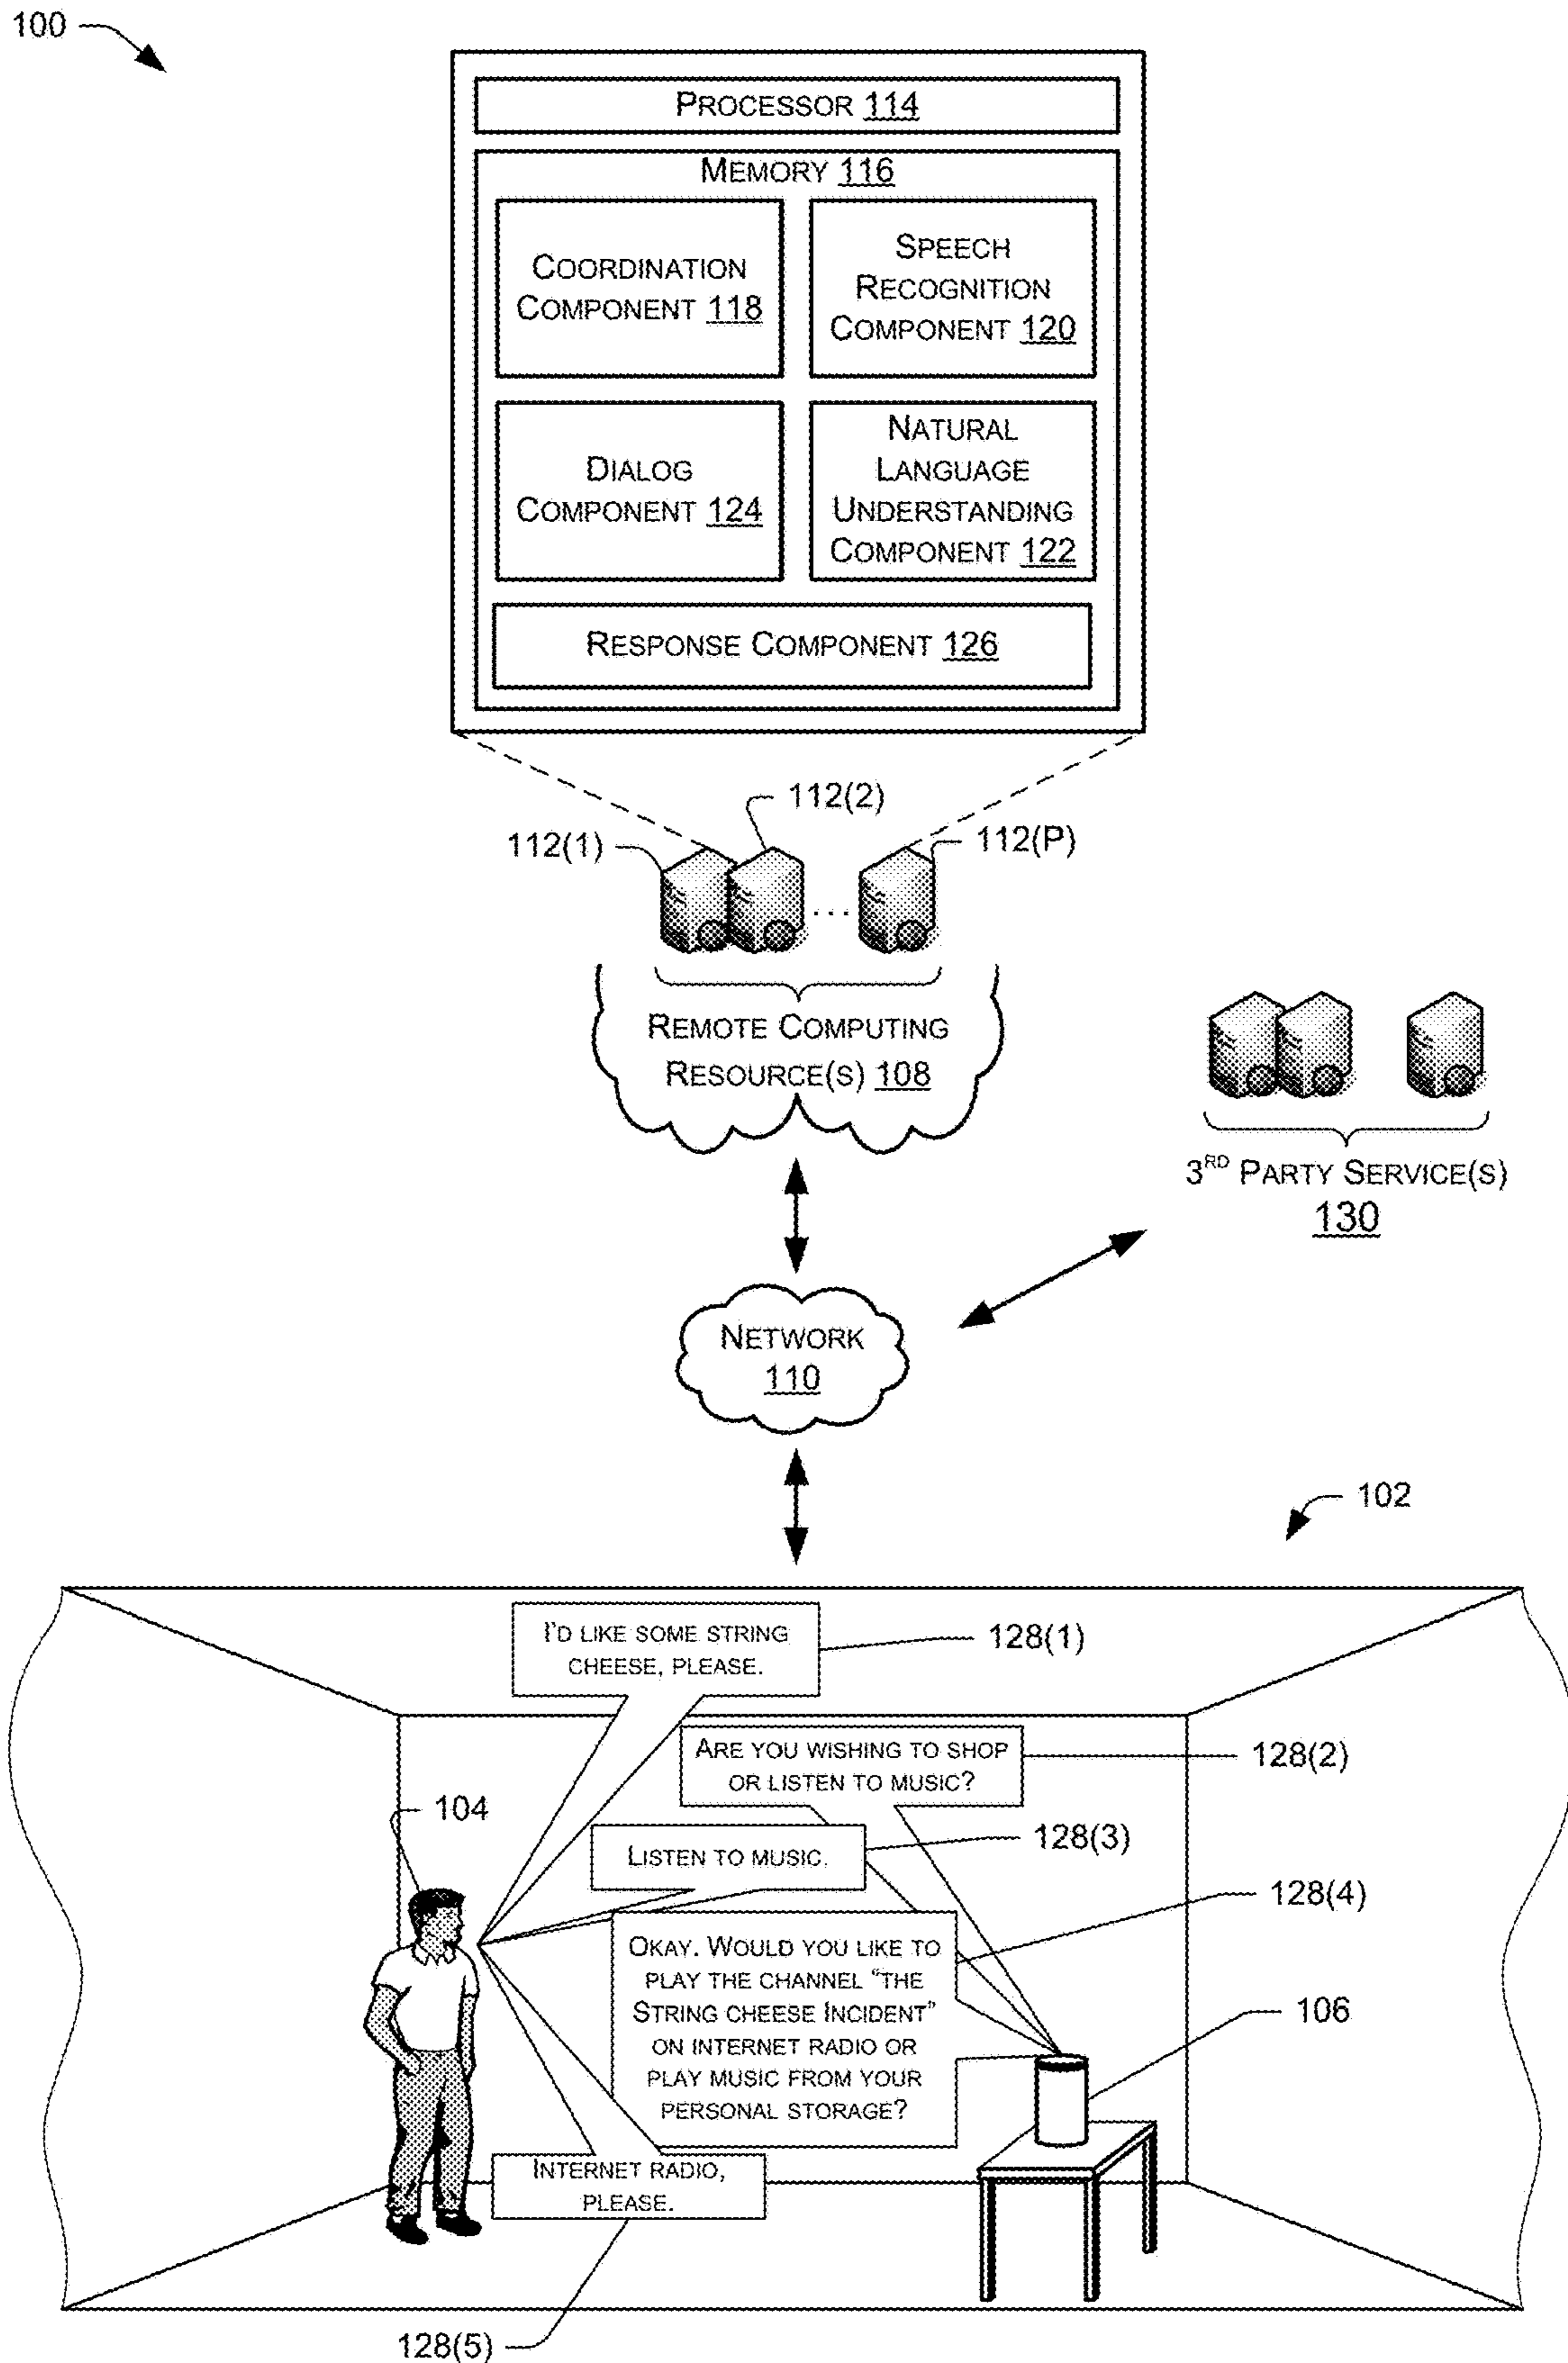 100
PROCESSOR 114
MEMORY 116
COORDINATION
COMPONENT 118
SPEECH
RECOGNITION
COMPONENT 120
DIALOG
COMPONENT 124
NATURAL
LANGUAGE
UNDERSTANDING
COMPONENT 122
RESPONSE COMPONENT 126
112(2)
112(1)
112(P)
...
REMOTE COMPUTING
RESOURCE(S) 108
3RD PARTY SERVICE(S)
130
NETWORK
110
102
I'D LIKE SOME STRING
CHEESE, PLEASE.
128(1)
ARE YOU WISHING TO SHOP
OR LISTEN TO MUSIC?
128(2)
104
LISTEN TO MUSIC.
128(3)
128(4)
OKAY. WOULD YOU LIKE TO
PLAY THE CHANNEL "THE
STRING CHEESE INCIDENT"
ON INTERNET RADIO OR
PLAY MUSIC FROM YOUR
PERSONAL STORAGE?
106
INTERNET RADIO,
PLEASE.
128(5)